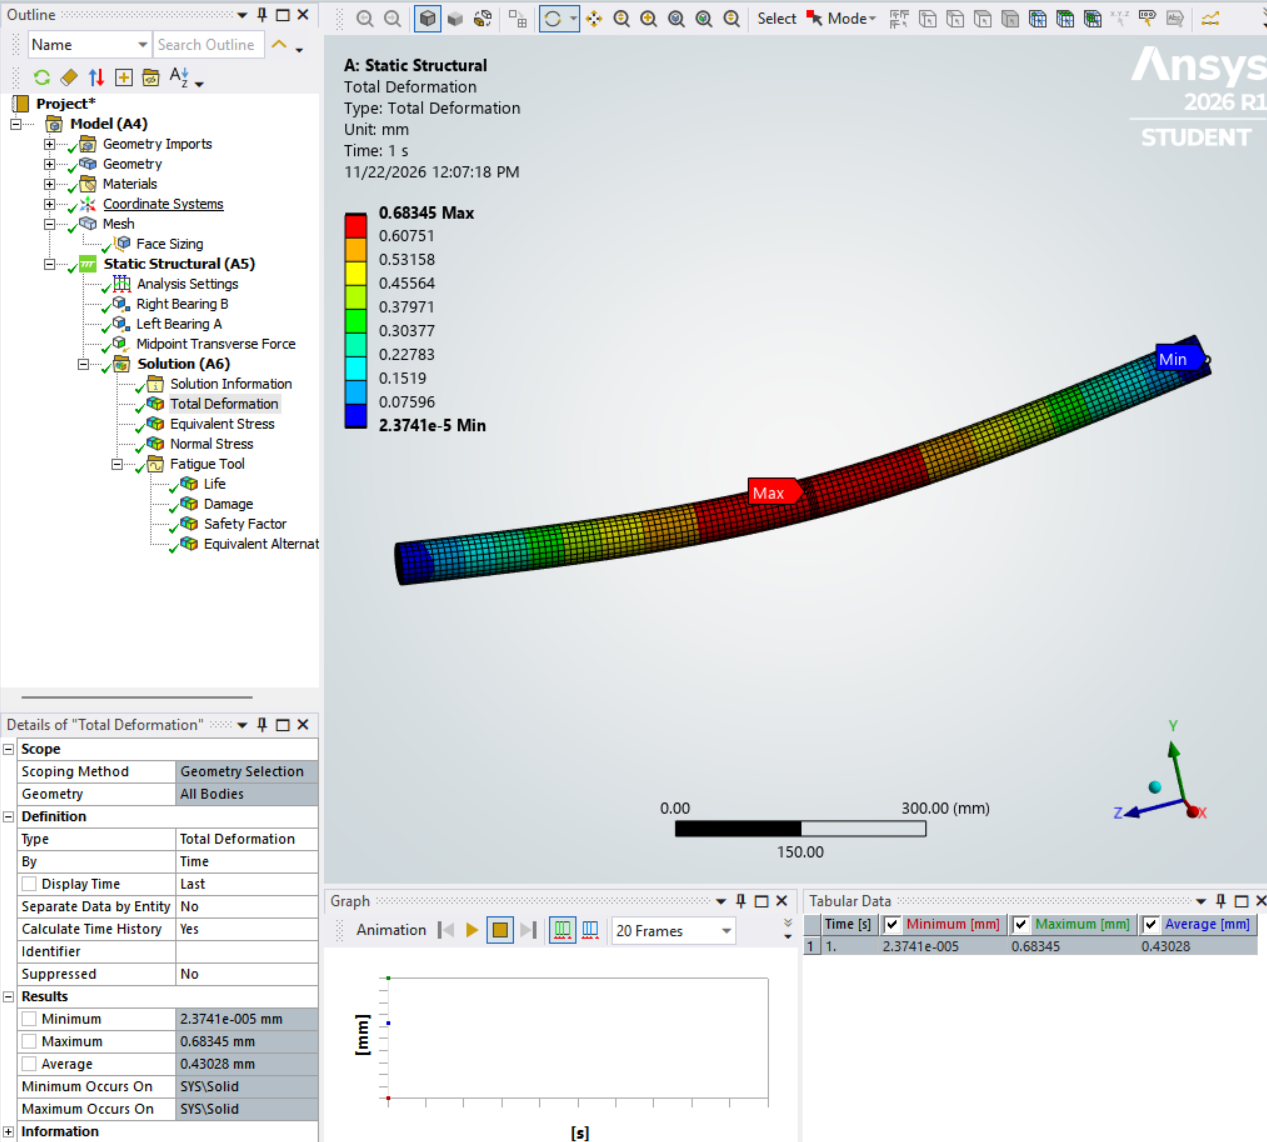 Outline
Name
Search Outline
Project*
Model (A4)
Geometry Imports
Geometry
Materials
Coordinate Systems
Mesh
Face Sizing
Static Structural (A5)
Analysis Settings
Right Bearing B
Left Bearing A
Midpoint Transverse Force
Solution (A6)
Solution Information
Total Deformation
Equivalent Stress
Normal Stress
Fatigue Tool
Life
Damage
Safety Factor
Equivalent Alternat
Details of "Total Deformation"
Scope
Scoping Method Geometry Selection
Geometry All Bodies
Definition
Type Total Deformation
By Time
Display Time Last
Separate Data by Entity No
Calculate Time History Yes
Identifier
Suppressed No
Results
Minimum 2.3741e-005 mm
Maximum 0.68345 mm
Average 0.43028 mm
Minimum Occurs On SYS\Solid
Maximum Occurs On SYS\Solid
Information
Select Mode
A: Static Structural
Total Deformation
Type: Total Deformation
Unit: mm
Time: 1 s
11/22/2026 12:07:18 PM
0.68345 Max
0.60751
0.53158
0.45564
0.37971
0.30377
0.22783
0.1519
0.07596
2.3741e-5 Min
Ansys
2026 R1
STUDENT
Min
Max
Y
Z
X
0.00 300.00 (mm)
150.00
Graph
Animation 20 Frames
[mm]
[s]
Tabular Data
Time [s] Minimum [mm] Maximum [mm] Average [mm]
1 1. 2.3741e-005 0.68345 0.43028